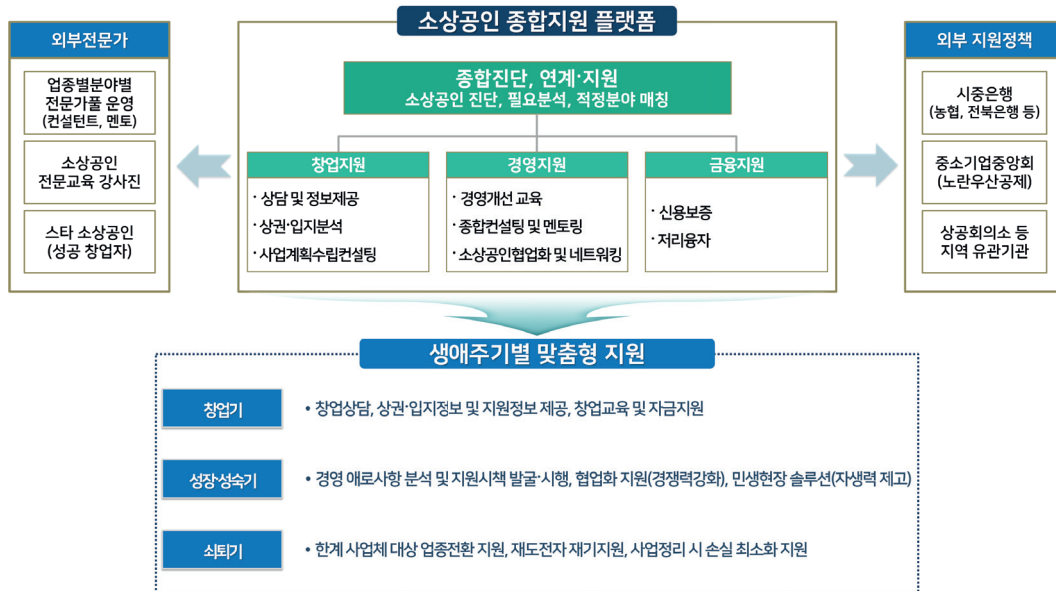 소상공인 종합지원 플랫폼
외부전문가
업종별분야별
전문가풀 운영
(컨설턴트, 멘토)
소상공인
전문교육 강사진
스타 소상공인
(성공 창업자)
종합진단, 연계·지원
소상공인 진단, 필요분석, 적정분야 매칭
창업지원
· 상담 및 정보제공
· 상권·입지분석
· 사업계획수립컨설팅
경영지원
· 경영개선 교육
· 종합컨설팅 및 멘토링
· 소상공인협업화 및 네트워킹
금융지원
· 신용보증
· 저리융자
외부 지원정책
시중은행
(농협, 전북은행 등)
중소기업중앙회
(노란우산공제)
상공회의소 등
지역 유관기관
생애주기별 맞춤형 지원
창업기
• 창업상담, 상권·입지정보 및 지원정보 제공, 창업교육 및 자금지원
성장·성숙기
• 경영 애로사항 분석 및 지원시책 발굴·시행, 협업화 지원(경쟁력강화), 민생현장 솔루션(자생력 제고)
쇠퇴기
• 한계 사업체 대상 업종전환 지원, 재도전자 재기지원, 사업정리 시 손실 최소화 지원